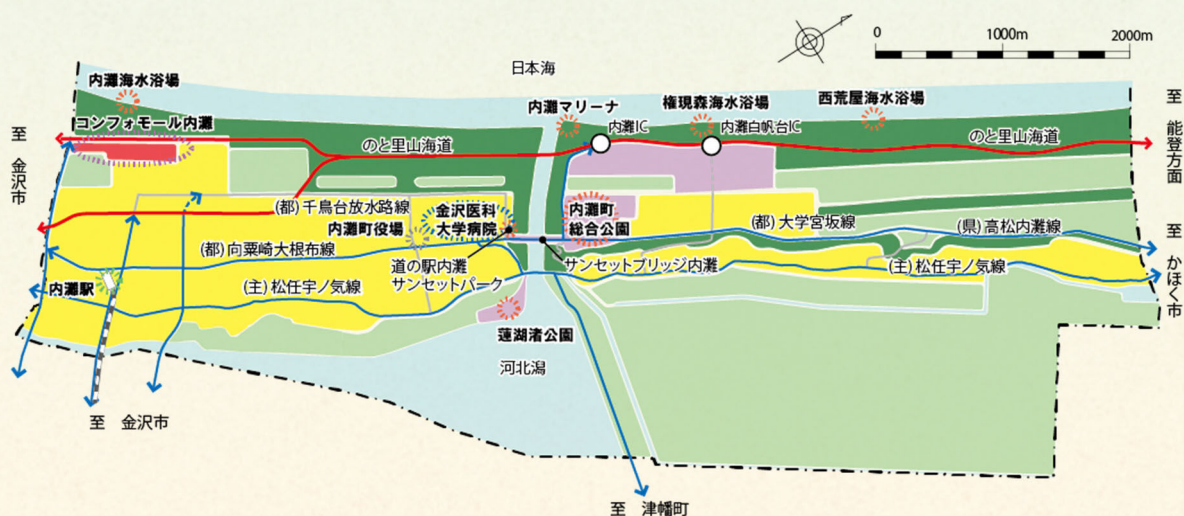 0
1000m
2000m
日本海
内灘海水浴場
内灘マリーナ
権現森海水浴場
西荒屋海水浴場
至 能登方面
コンフォモール内灘
内灘IC
内灘白帆台IC
至 金沢市
のと里山海道
のと里山海道
(都)千鳥台放水路線
金沢医科
大学病院
内灘町
総合公園
(都)大学宮坂線
(県)高松内灘線
内灘町役場
至 かほく市
(都)向粟崎大根布線
道の駅内灘
サンセットパーク
サンセットブリッジ内灘
(主)松任宇ノ気線
内灘駅
(主)松任宇ノ気線
蓮湖渚公園
河北潟
至 金沢市
至 津幡町